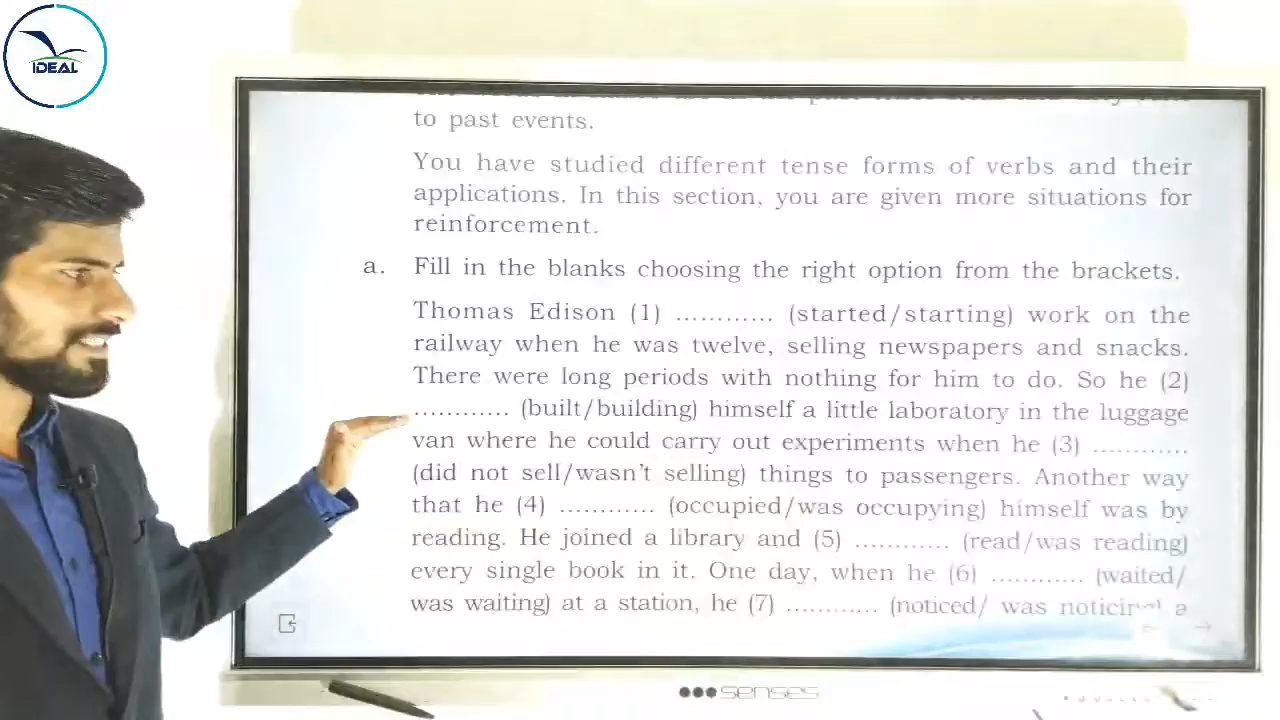 IDEAL
to past events.
You have studied different tense forms of verbs and their
applications. In this section, you are given more situations for
reinforcement.
a. Fill in the blanks choosing the right option from the brackets.
Thomas Edison (1) ............ (started/starting) work on the
railway when he was twelve, selling newspapers and snacks.
There were long periods with nothing for him to do. So he (2)
............ (built/building) himself a little laboratory in the luggage
van where he could carry out experiments when he (3) ............
(did not sell/wasn't selling) things to passengers. Another way
that he (4) ............ (occupied/was occupying) himself was by
reading. He joined a library and (5) ............ (read/was reading)
every single book in it. One day, when he (6) ............ (waited/
was waiting) at a station, he (7) ............ (noticed/ was noticing) a
senses